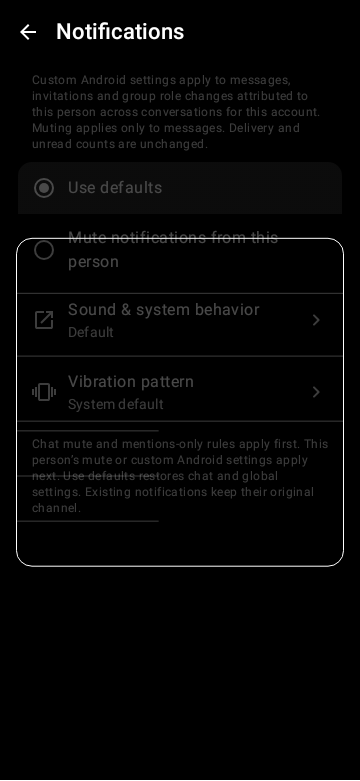 Notifications
Custom Android settings apply to messages,
invitations and group role changes attributed to
this person across conversations for this account.
Muting applies only to messages. Delivery and
unread counts are unchanged.
Use defaults
Mute notifications from this
person
Sound & system behavior
Default
Vibration pattern
System default
Chat mute and mentions-only rules apply first. This
person's mute or custom Android settings apply
next. Use defaults restores chat and global
settings. Existing notifications keep their original
channel.